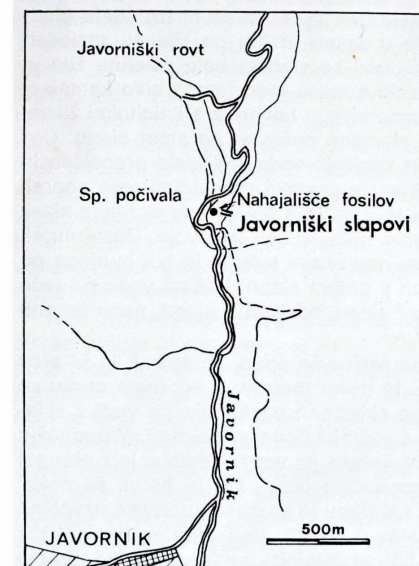 Javorniški rovt
Sp. počivala
Nahajališče fosilov
Javorniški slapovi
Javornik
500m
JAVORNIK